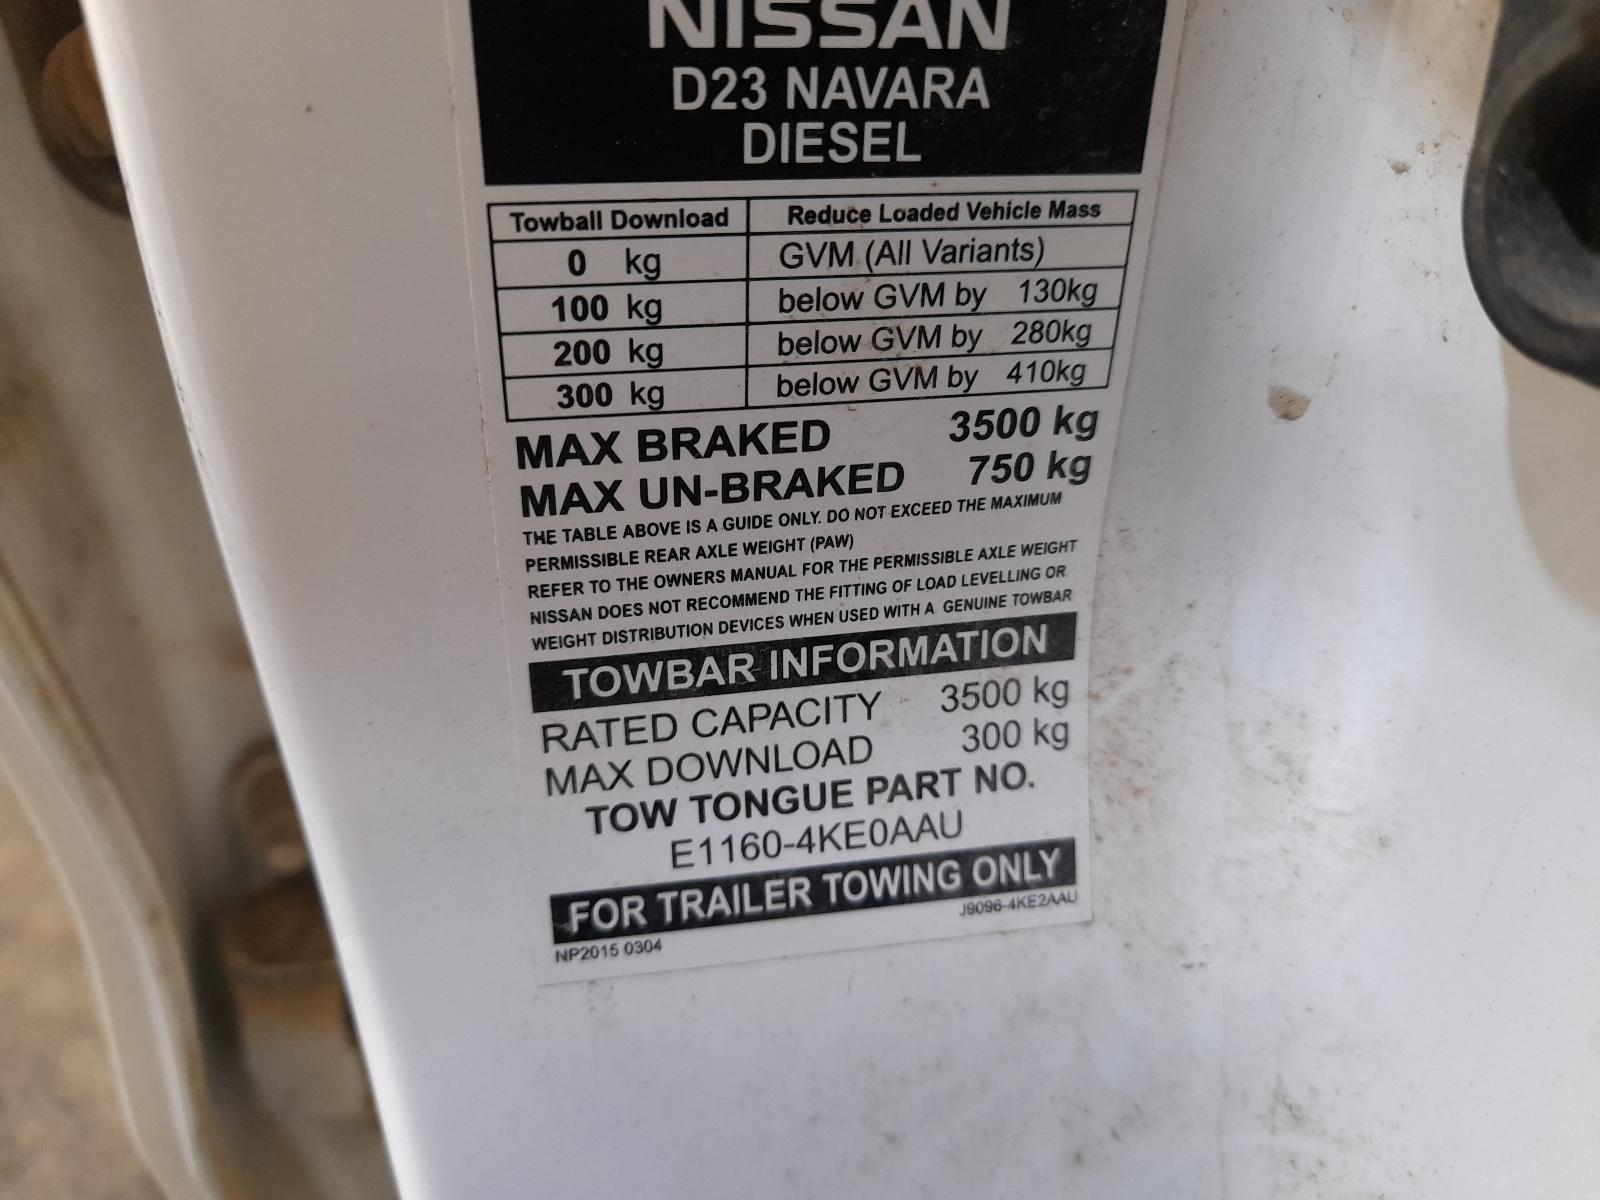 NISSAN
D23 NAVARA
DIESEL
Towball Download Reduce Loaded Vehicle Mass
0 kg GVM (All Variants)
100 kg below GVM by 130kg
200 kg below GVM by 280kg
300 kg below GVM by 410kg
MAX BRAKED 3500 kg
MAX UN-BRAKED 750 kg
THE TABLE ABOVE IS A GUIDE ONLY. DO NOT EXCEED THE MAXIMUM
PERMISSIBLE REAR AXLE WEIGHT (PAW)
REFER TO THE OWNERS MANUAL FOR THE PERMISSIBLE AXLE WEIGHT
NISSAN DOES NOT RECOMMEND THE FITTING OF LOAD LEVELLING OR
WEIGHT DISTRIBUTION DEVICES WHEN USED WITH A GENUINE TOWBAR
TOWBAR INFORMATION
RATED CAPACITY 3500 kg
MAX DOWNLOAD 300 kg
TOW TONGUE PART NO.
E1160-4KE0AAU
FOR TRAILER TOWING ONLY
NP2015 0304 J9096-4KE2AAU